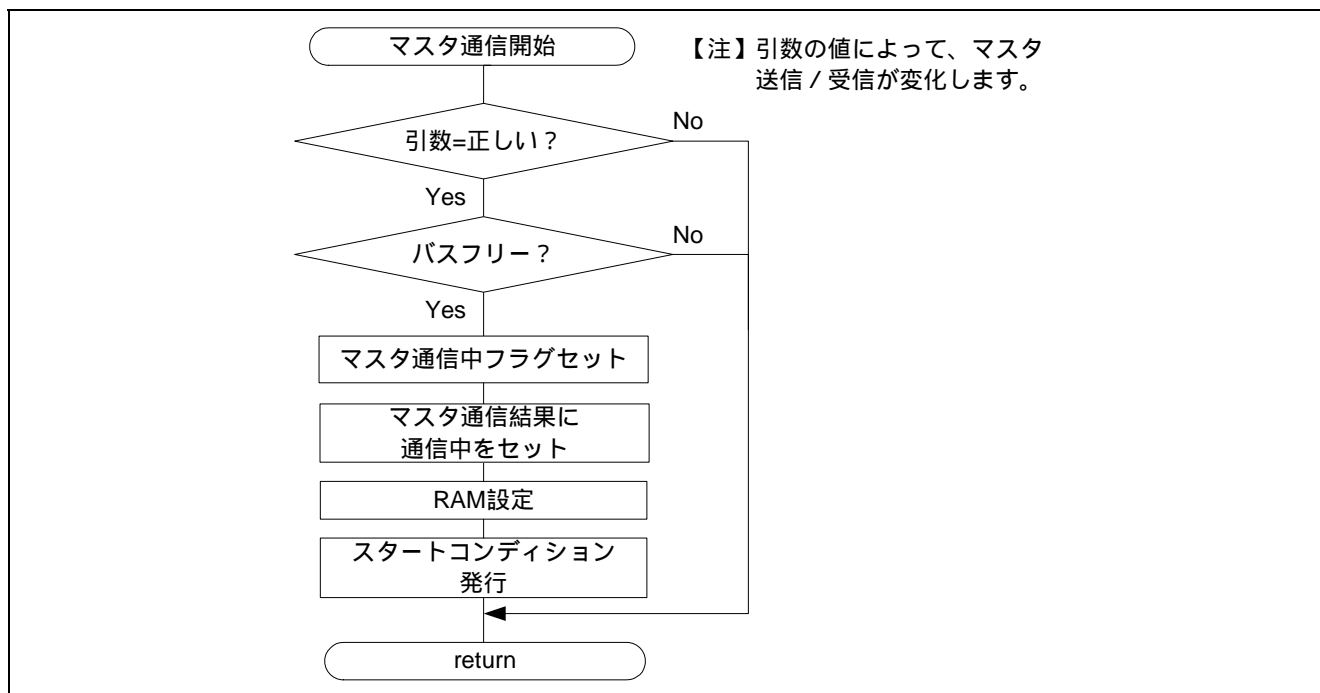 マスタ通信開始
【注】引数の値によって、マスタ
送信 / 受信が変化します。
引数=正しい？
No
Yes
バスフリー？
No
Yes
マスタ通信中フラグセット
マスタ通信結果に
通信中をセット
RAM設定
スタートコンディション
発行
return